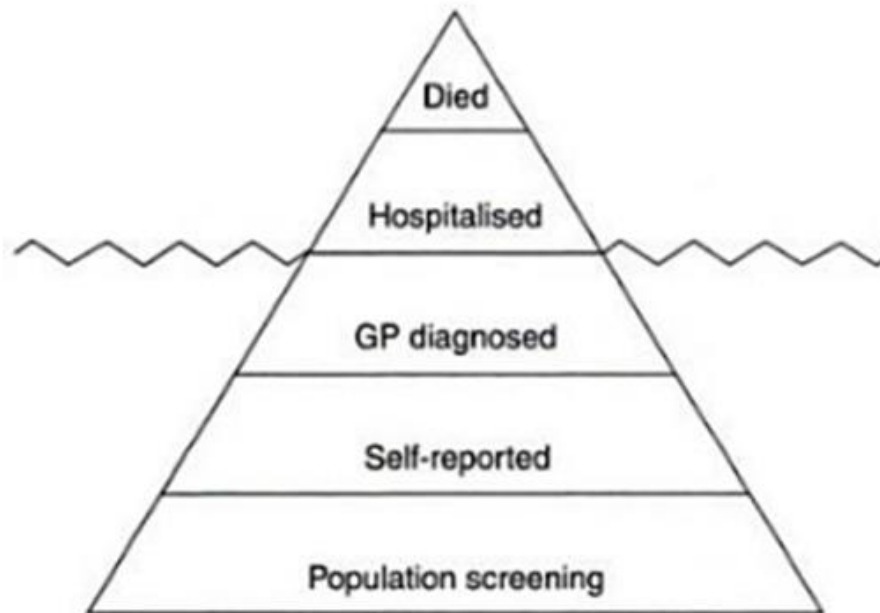 Died
Hospitalised
GP diagnosed
Self-reported
Population screening